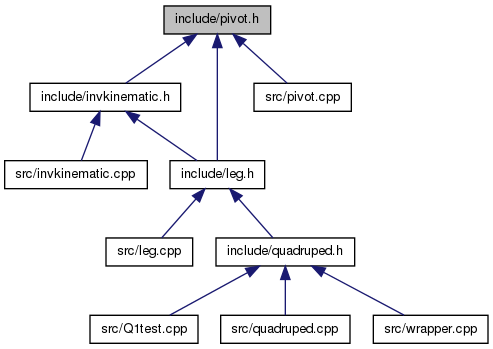 include/pivot.h
include/invkinematic.h
src/pivot.cpp
src/invkinematic.cpp
include/leg.h
src/leg.cpp
include/quadruped.h
src/Q1test.cpp
src/quadruped.cpp
src/wrapper.cpp